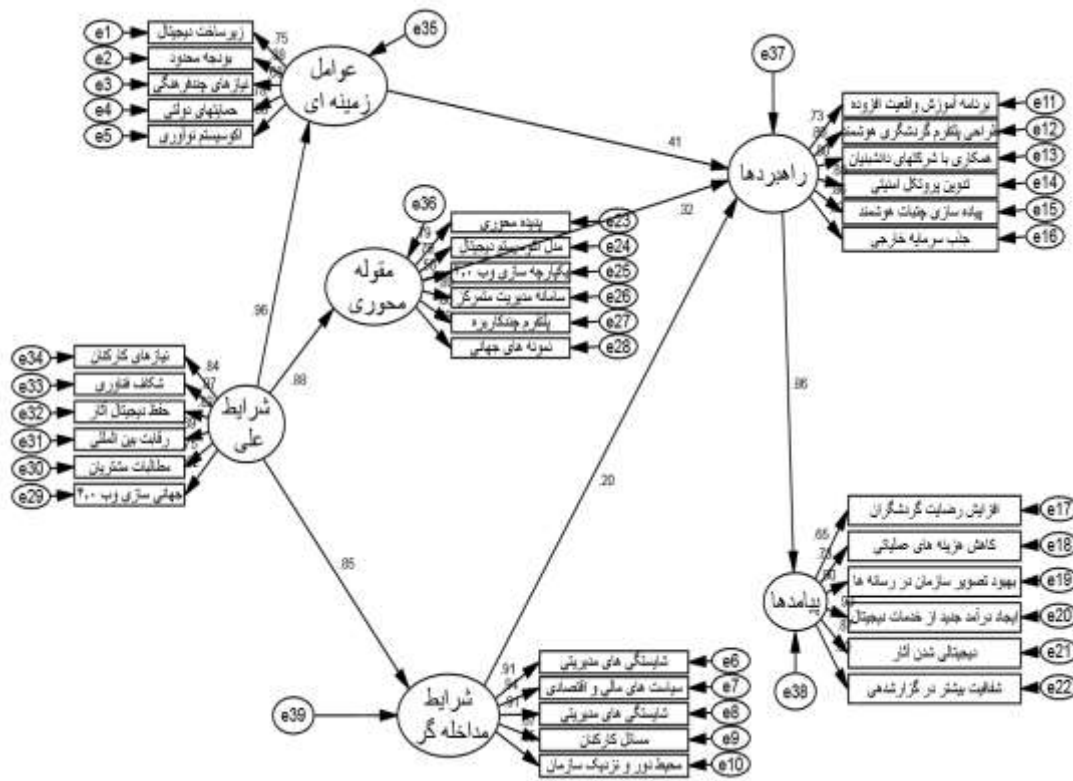 e1
زیرساخت دیجیتال
e2
بودجه محدود
e3
نیازهای چندفرهنگی
e4
حمایتهای دولتی
e5
اکوسیستم نوآوری
.75
عوامل
زمینه ای
e35
e37
.41
راهبردها
.73
برنامه آموزش واقعیت افزوده
e11
طراحی پلتفرم گردشگری هوشمند
e12
همکاری با شرکتهای دانشبنیان
e13
تدوین پروتکل امنیتی
e14
پیاده سازی چتبات هوشمند
e15
جذب سرمایه خارجی
e16
e36
مقوله
محوری
.79
پدیده محوری
e23
مدل اکوسیستم دیجیتال
e24
یکپارچه سازی وب ۴.۰
e25
سامانه مدیریت متمرکز
e26
پلتفرم چندکاربره
e27
نمونه های جهانی
e28
.32
.96
.88
e34
نیازهای کارکنان
e33
شکاف فناوری
e32
حفظ دیجیتال آثار
e31
رقابت بین المللی
e30
مطالبات مشتریان
e29
جهانی سازی وب ۴.۰
.84
شرایط
علی
.85
.20
.86
پیامدها
e38
.65
افزایش رضایت گردشگران
e17
.73
کاهش هزینه های عملیاتی
e18
بهبود تصویر سازمان در رسانه ها
e19
ایجاد درآمد جدید از خدمات دیجیتال
e20
دیجیتالی شدن آثار
e21
شفافیت بیشتر در گزارشدهی
e22
e39
شرایط
مداخله گر
.91
شایستگی های مدیریتی
e6
سیاست های مالی و اقتصادی
e7
شایستگی های مدیریتی
e8
مسائل کارکنان
e9
محیط دور و نزدیک سازمان
e10